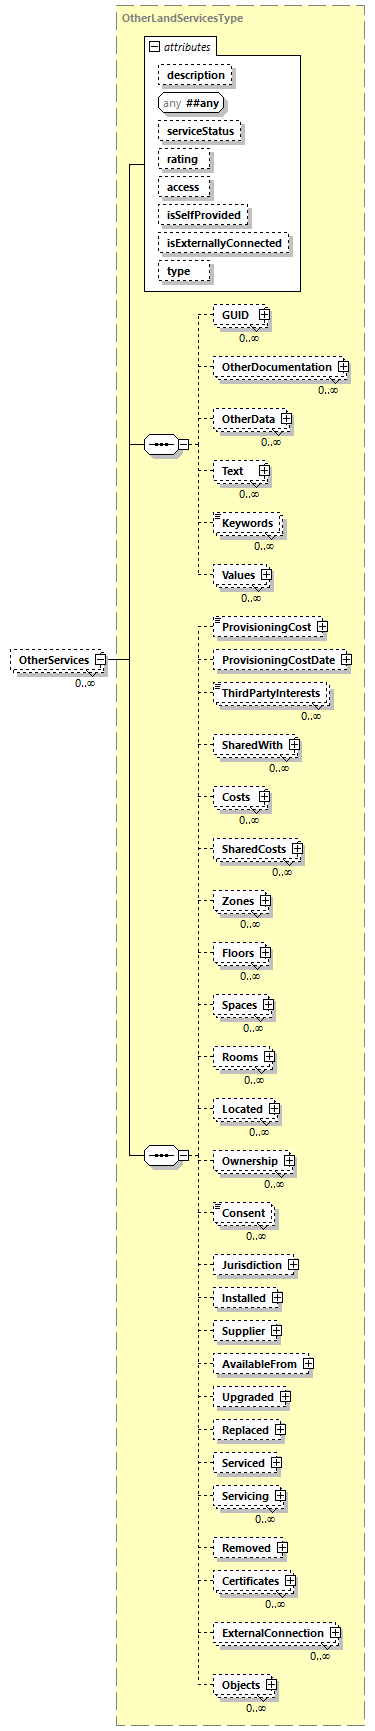 OtherLandServicesType
attributes
description
any ##any
serviceStatus
rating
access
isSelfProvided
isExternallyConnected
type
GUID
0..∞
OtherDocumentation
0..∞
OtherData
0..∞
Text
0..∞
Keywords
0..∞
Values
0..∞
OtherServices
0..∞
ProvisioningCost
ProvisioningCostDate
ThirdPartyInterests
0..∞
SharedWith
0..∞
Costs
0..∞
SharedCosts
0..∞
Zones
0..∞
Floors
0..∞
Spaces
0..∞
Rooms
0..∞
Located
0..∞
Ownership
0..∞
Consent
0..∞
Jurisdiction
Installed
Supplier
AvailableFrom
Upgraded
Replaced
Serviced
Servicing
0..∞
Removed
Certificates
0..∞
ExternalConnection
0..∞
Objects
0..∞